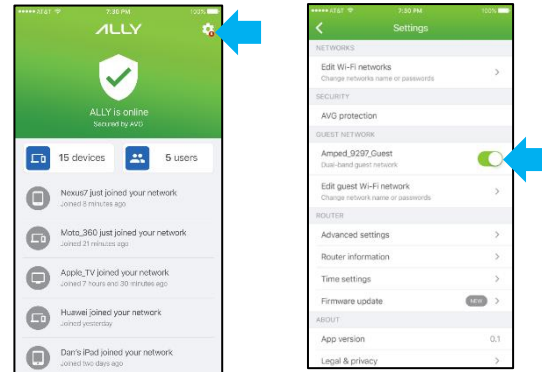 AT&T 7:30 PM 100%
ALLY
ALLY is online
Secured by AVG
15 devices
5 users
Nexus7 just joined your network
Joined 8 minutes ago
Moto_360 just joined your network
Joined 21 minutes ago
Apple_TV joined your network
Joined 7 hours and 30 minutes ago
Huawei joined your network
Joined yesterday
Dan's iPad joined your network
Joined two days ago
AT&T 7:30 PM 100%
Settings
NETWORKS
Edit Wi-Fi networks
Change networks name or passwords
SECURITY
AVG protection
GUEST NETWORK
Amped_9297_Guest
Dual-band guest network
Edit guest Wi-Fi network
Change network name or passwords
ROUTER
Advanced settings
Router information
Time settings
Firmware update NEW
ABOUT
App version 0.1
Legal & privacy